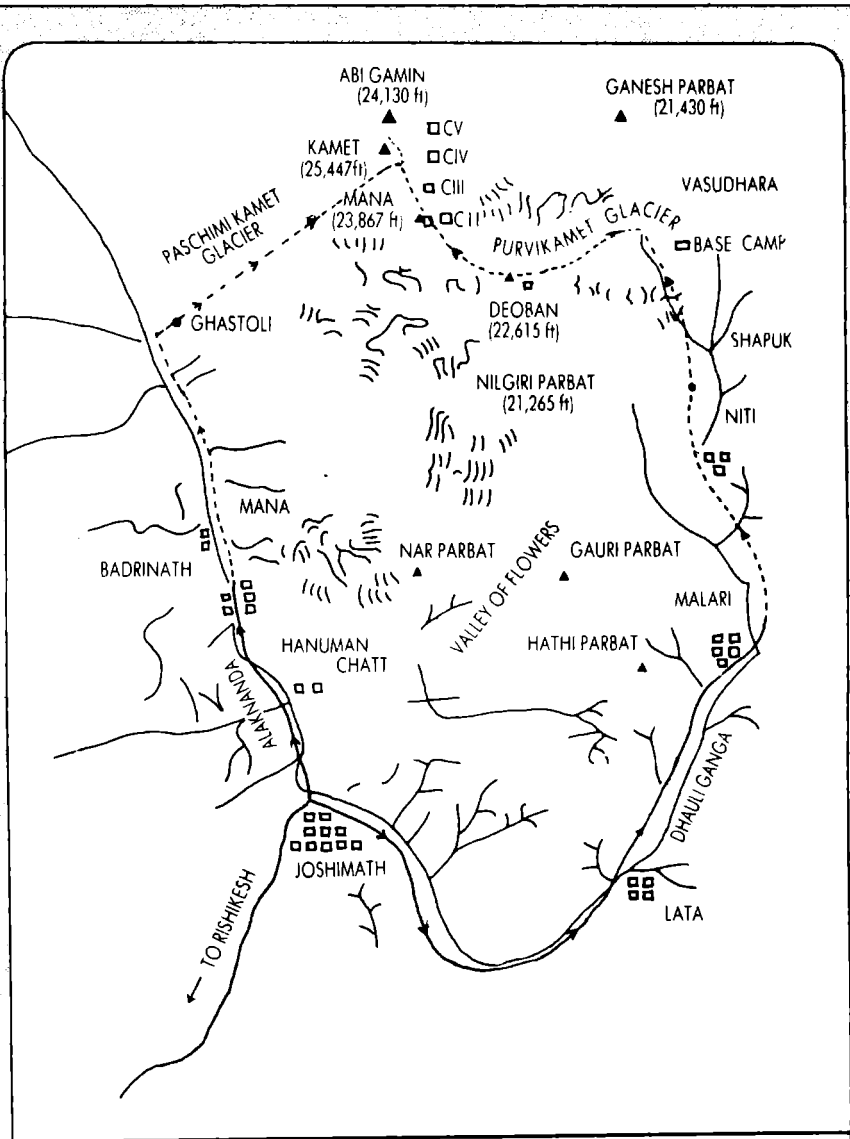 ABI GAMIN
(24,130 ft)
GANESH PARBAT
(21,430 ft)
CV
KAMET
(25,447ft)
CIV
CIII
VASUDHARA
MANA
(23,867 ft)
CII
PASCHIMI KAMET
GLACIER
PURVIKAMET GLACIER
BASE CAMP
GHASTOLI
DEOBAN
(22,615 ft)
SHAPUK
NILGIRI PARBAT
(21,265 ft)
NITI
MANA
BADRINATH
NAR PARBAT
VALLEY OF FLOWERS
GAURI PARBAT
MALARI
HANUMAN
CHATT
HATHI PARBAT
ALAKNANDA
DHAULI GANGA
JOSHIMATH
LATA
TO RISHIKESH